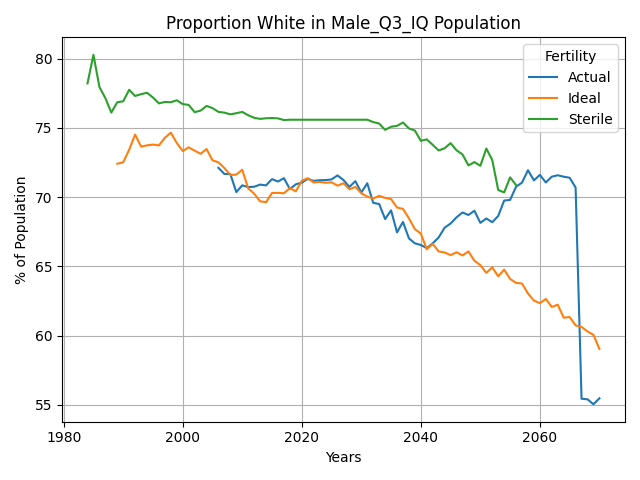 Proportion White in Male_Q3_IQ Population
Fertility
Actual
Ideal
Sterile
% of Population
80
75
70
65
60
55
1980
2000
2020
2040
2060
Years